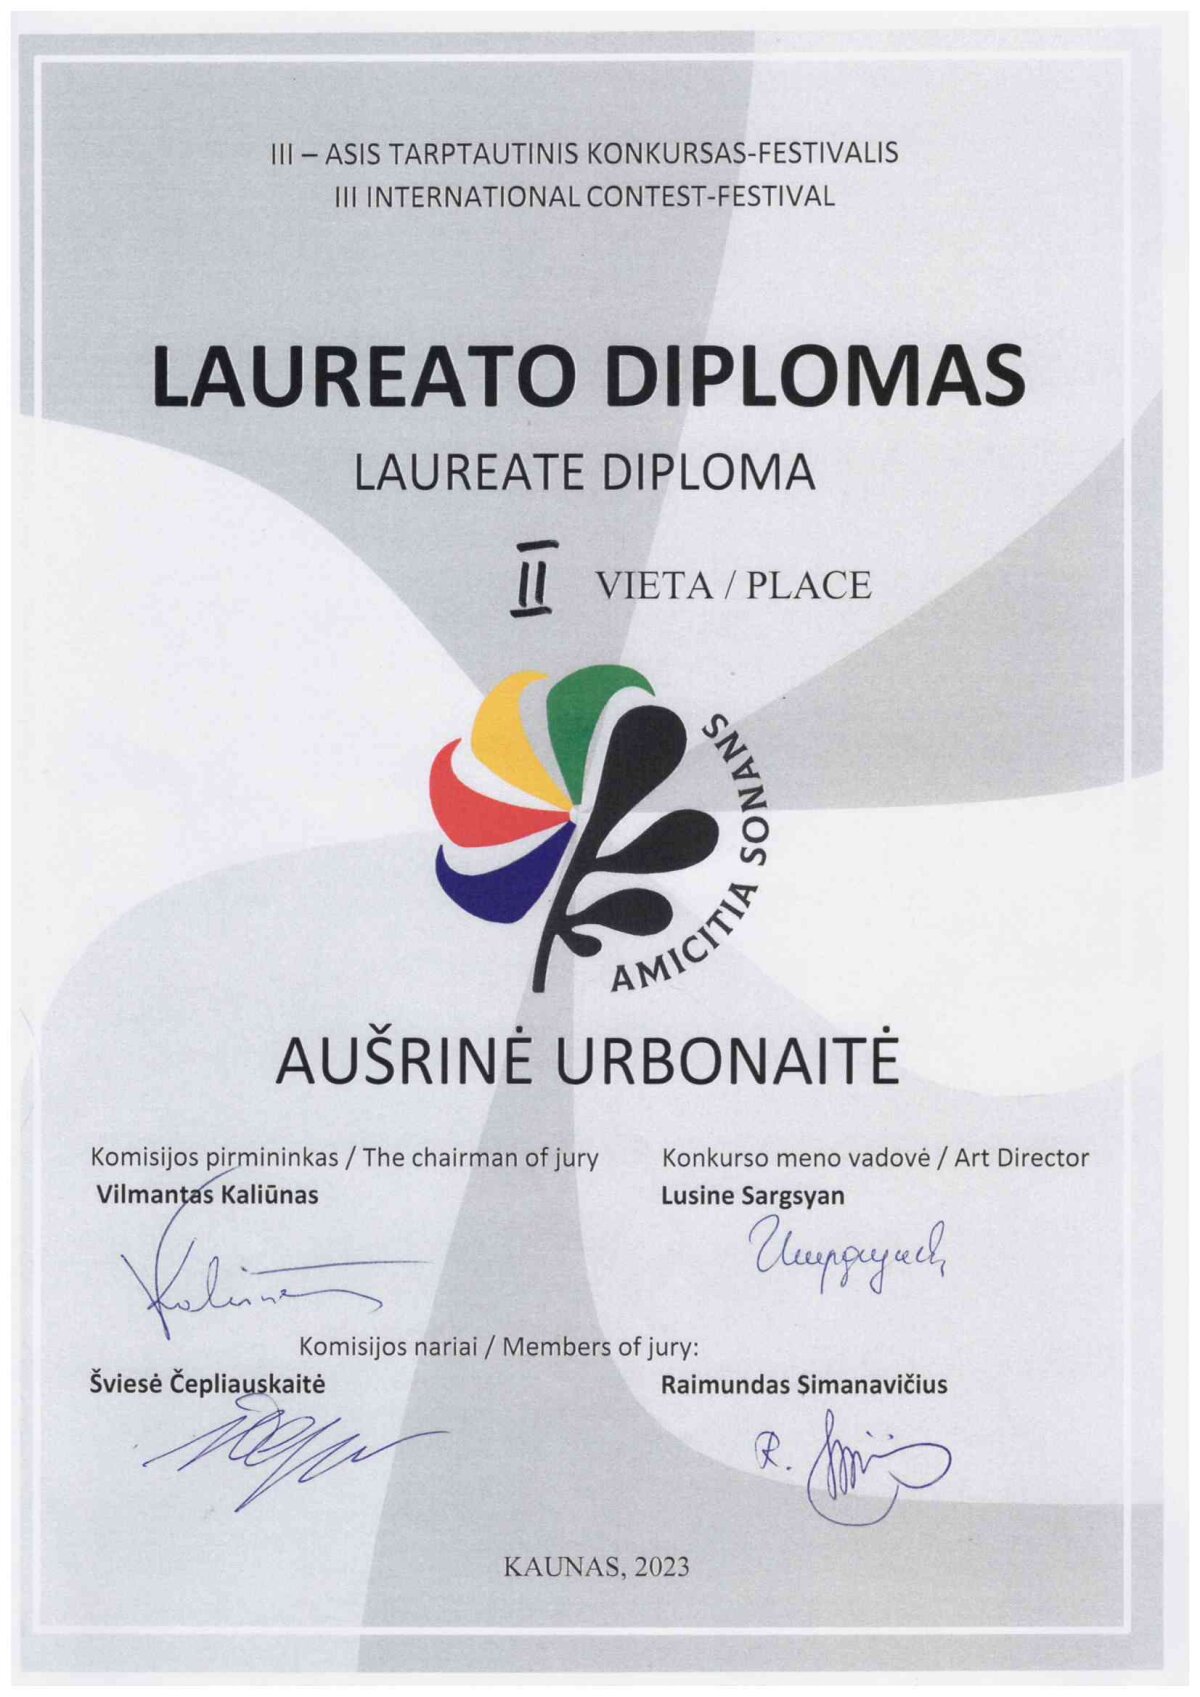 III – ASIS TARPTAUTINIS KONKURSAS-FESTIVALIS
III INTERNATIONAL CONTEST-FESTIVAL
LAUREATO DIPLOMAS
LAUREATE DIPLOMA
II VIETA / PLACE
AMICITIA SONANS
AUŠRINĖ URBONAITĖ
Komisijos pirmininkas / The chairman of jury
Vilmantas Kaliūnas
Konkurso meno vadovė / Art Director
Lusine Sargsyan
Komisijos nariai / Members of jury:
Šviesė Čepliauskaitė
Raimundas Simanavičius
KAUNAS, 2023